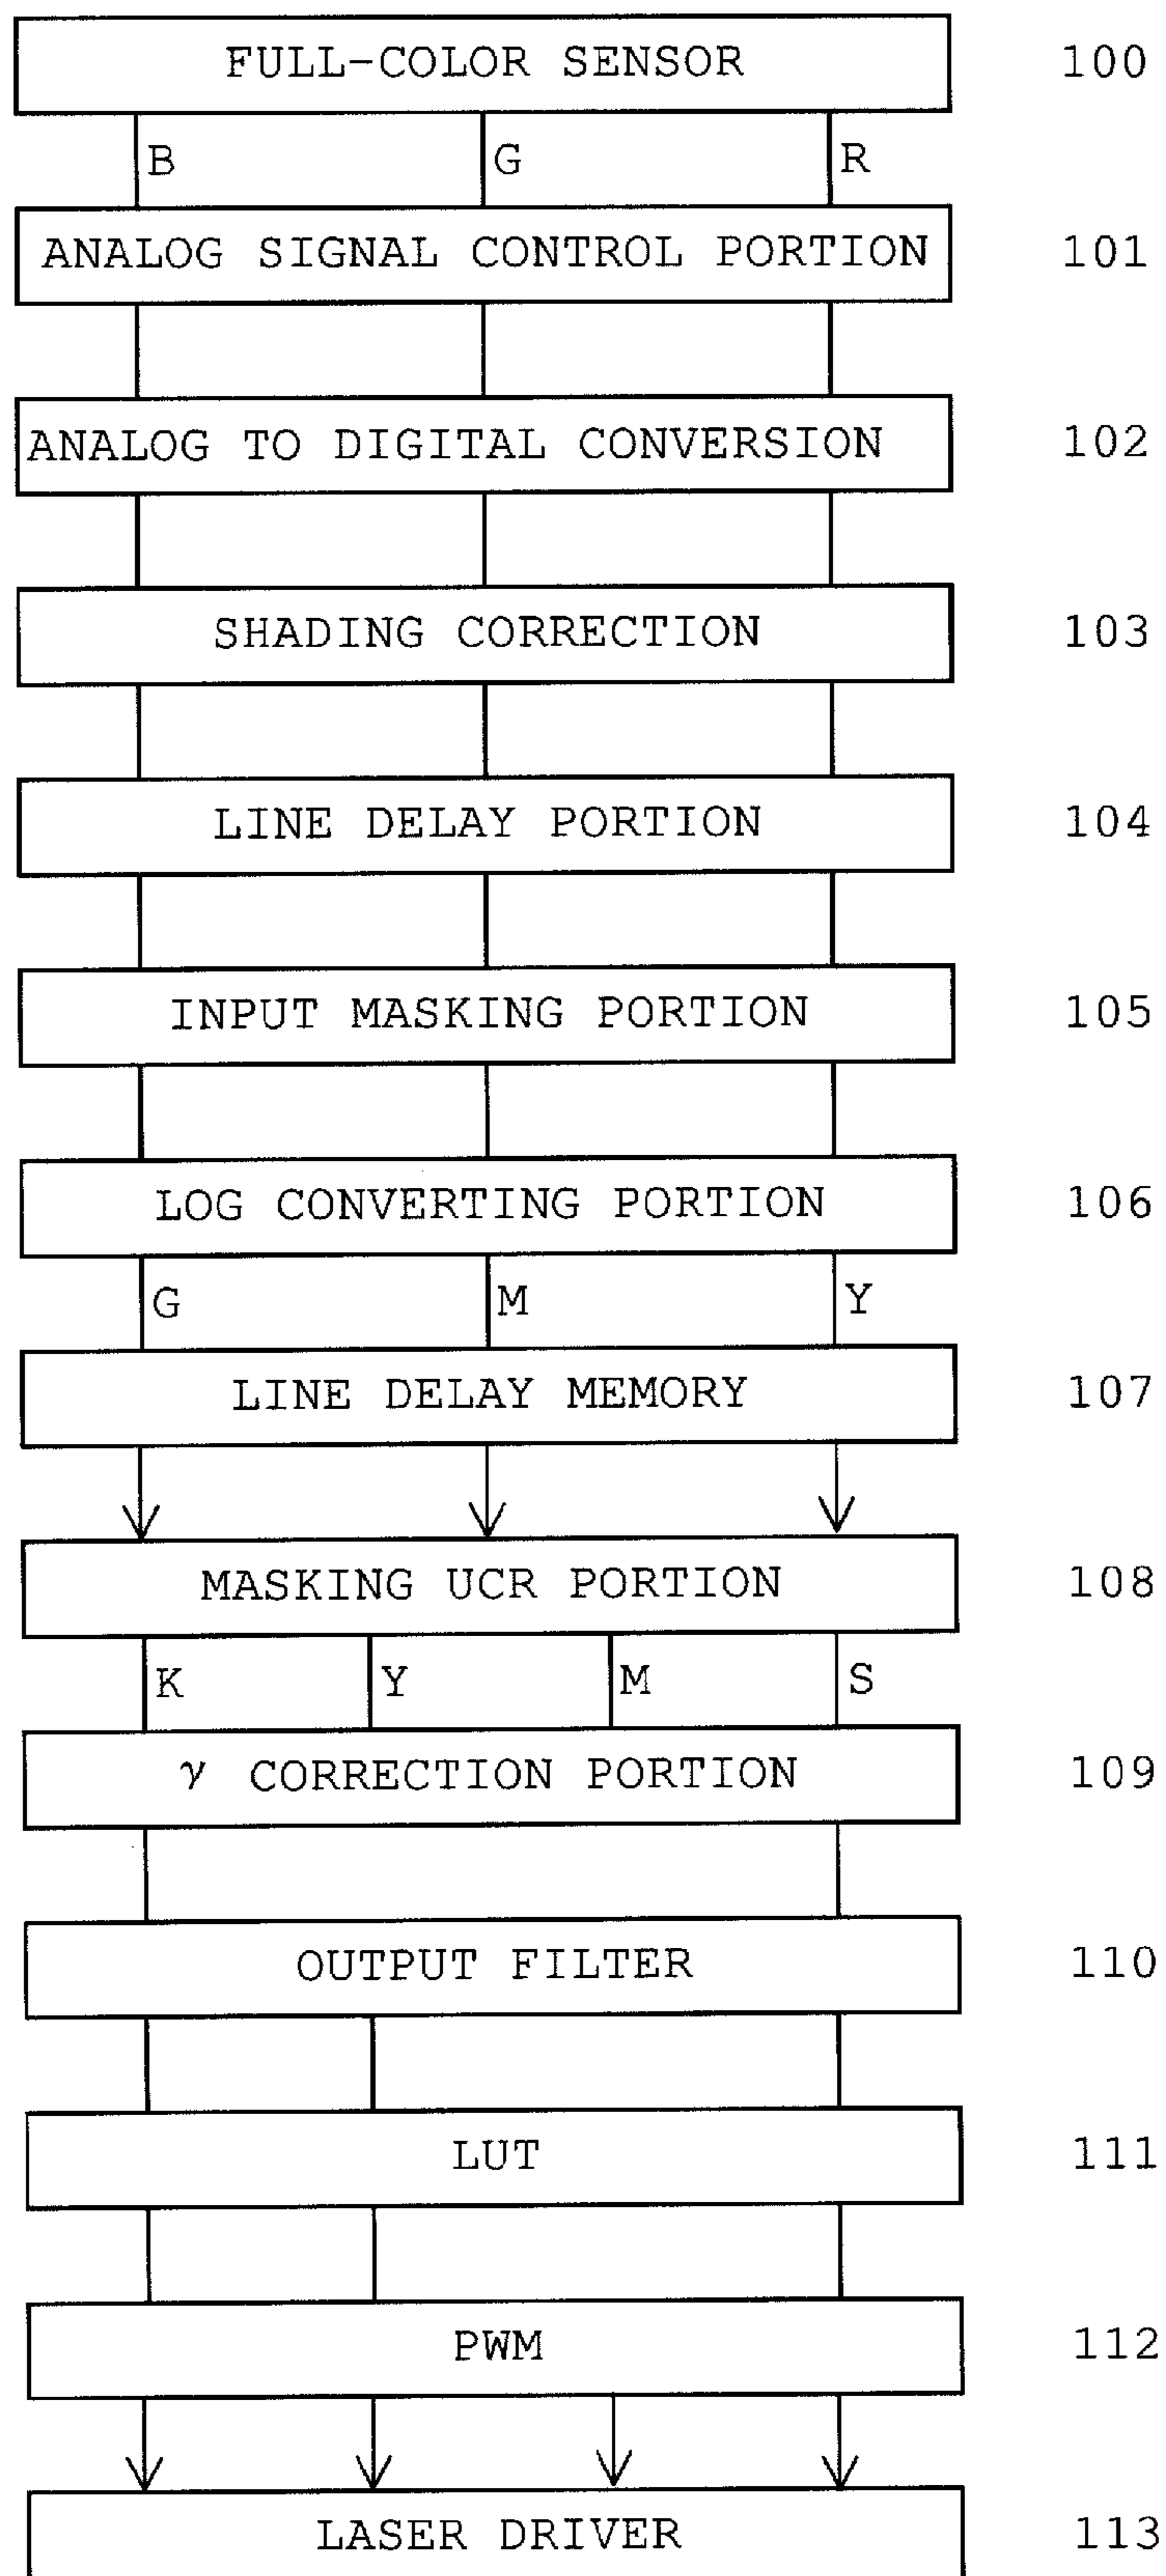 FULL-COLOR SENSOR 100
B G R
ANALOG SIGNAL CONTROL PORTION 101
ANALOG TO DIGITAL CONVERSION 102
SHADING CORRECTION 103
LINE DELAY PORTION 104
INPUT MASKING PORTION 105
LOG CONVERTING PORTION 106
G M Y
LINE DELAY MEMORY 107
MASKING UCR PORTION 108
K Y M S
γ CORRECTION PORTION 109
OUTPUT FILTER 110
LUT 111
PWM 112
LASER DRIVER 113